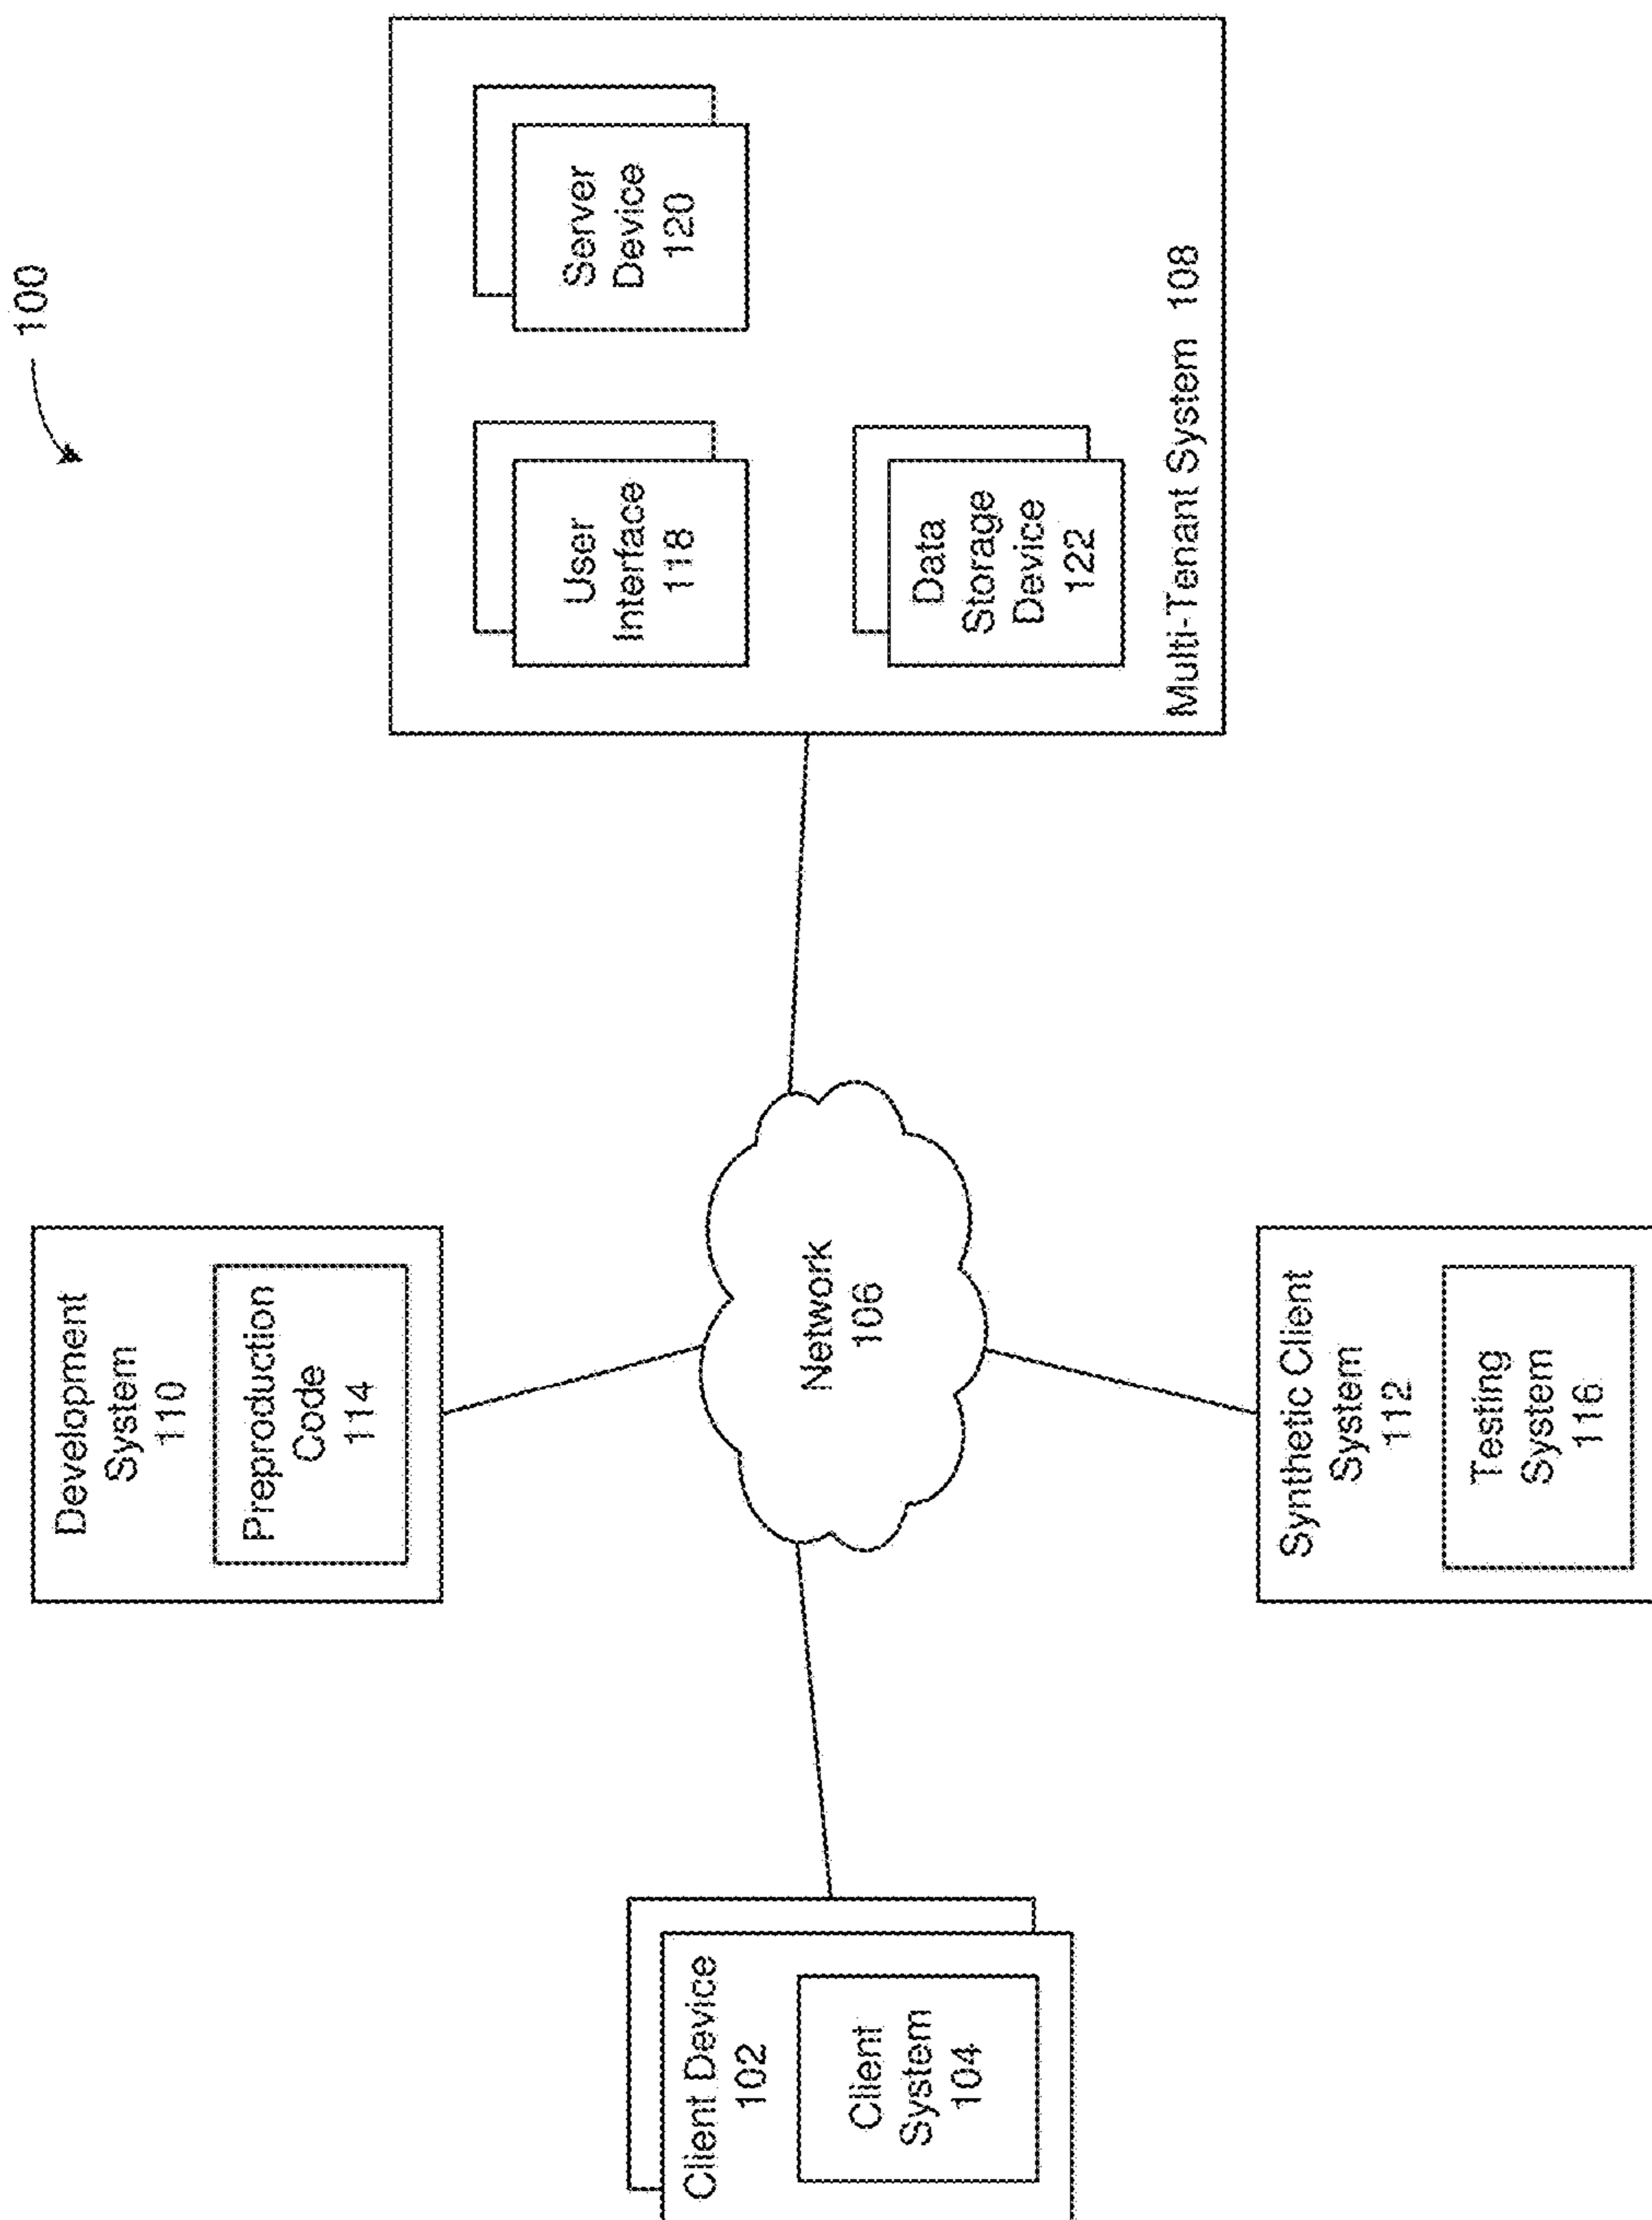 100
Development
System
110
Preproduction
Code
114
Client Device
102
Client
System
104
Network
106
User
Interface
118
Server
Device
120
Data
Storage
Device
122
Multi-Tenant System 108
Synthetic Client
System
112
Testing
System
116